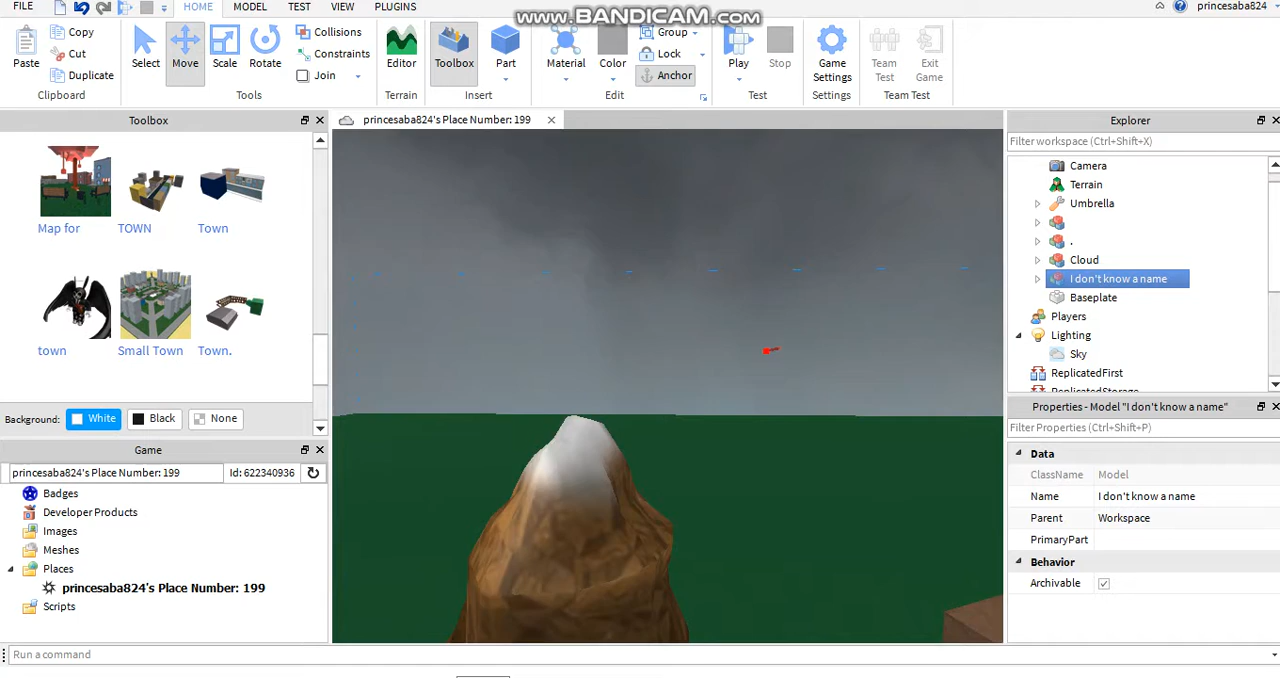 www.BANDICAM.com
FILE HOME MODEL TEST VIEW PLUGINS princesaba824
Paste Copy Cut Duplicate Select Move Scale Rotate Collisions Constraints Join Editor Toolbox Part Material Color Group Lock Anchor Play Stop Game Settings Team Test Exit Game
Clipboard Tools Terrain Insert Edit Test Settings Team Test
Toolbox
Map for TOWN Town
town Small Town Town.
Background: White Black None
Game
princesaba824's Place Number: 199 Id: 622340936
Badges
Developer Products
Images
Meshes
Places
princesaba824's Place Number: 199
Scripts
princesaba824's Place Number: 199
Explorer
Filter workspace (Ctrl+Shift+X)
Camera
Terrain
Umbrella
.
Cloud
I don't know a name
Baseplate
Players
Lighting
Sky
ReplicatedFirst
ReplicatedStorage
Properties - Model "I don't know a name"
Filter Properties (Ctrl+Shift+P)
Data
ClassName Model
Name I don't know a name
Parent Workspace
PrimaryPart
Behavior
Archivable
Run a command